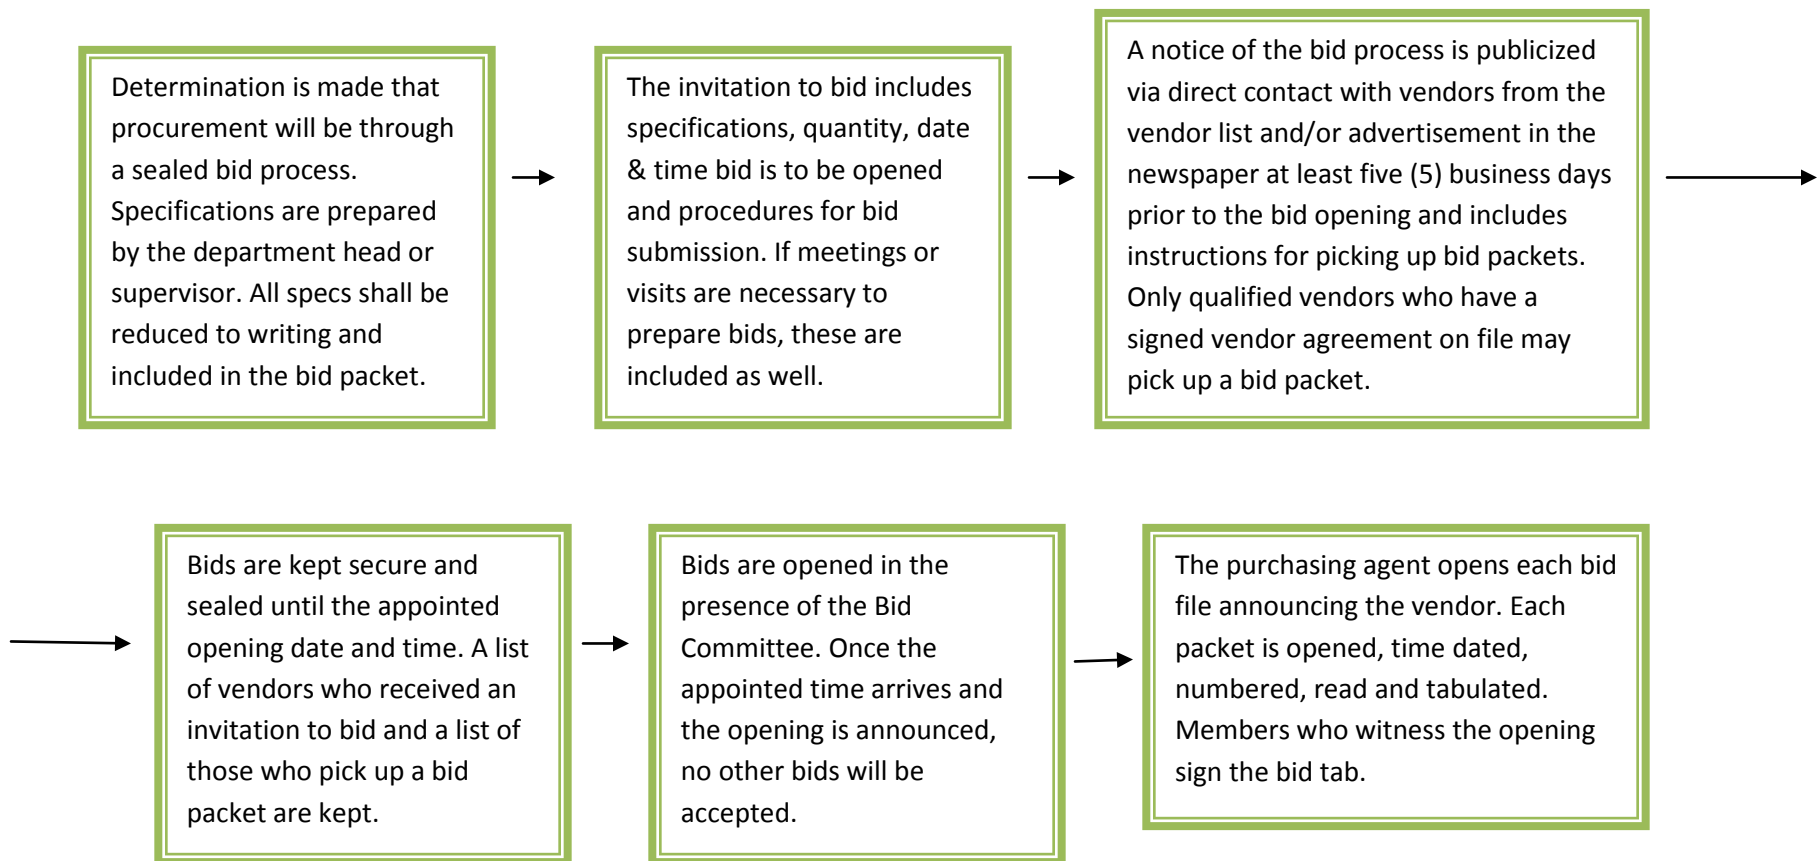 Determination is made that
procurement will be through
a sealed bid process.
Specifications are prepared
by the department head or
supervisor. All specs shall be
reduced to writing and
included in the bid packet.
The invitation to bid includes
specifications, quantity, date
& time bid is to be opened
and procedures for bid
submission. If meetings or
visits are necessary to
prepare bids, these are
included as well.
A notice of the bid process is publicized
via direct contact with vendors from the
vendor list and/or advertisement in the
newspaper at least five (5) business days
prior to the bid opening and includes
instructions for picking up bid packets.
Only qualified vendors who have a
signed vendor agreement on file may
pick up a bid packet.
Bids are kept secure and
sealed until the appointed
opening date and time. A list
of vendors who received an
invitation to bid and a list of
those who pick up a bid
packet are kept.
Bids are opened in the
presence of the Bid
Committee. Once the
appointed time arrives and
the opening is announced,
no other bids will be
accepted.
The purchasing agent opens each bid
file announcing the vendor. Each
packet is opened, time dated,
numbered, read and tabulated.
Members who witness the opening
sign the bid tab.